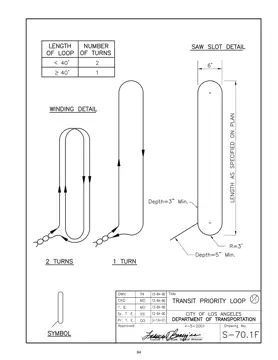 LENGTH OF LOOP
NUMBER OF TURNS
< 40' 2
≥ 40' 1
SAW SLOT DETAIL
6"
WINDING DETAIL
LENGTH AS SPECIFIED ON PLAN
Depth=3" Min.
R=3"
Depth=5" Min.
2 TURNS
1 TURN
SYMBOL
Title
TRANSIT PRIORITY LOOP
CITY OF LOS ANGELES
DEPARTMENT OF TRANSPORTATION
Approved
Drawing No.
S-70.1F